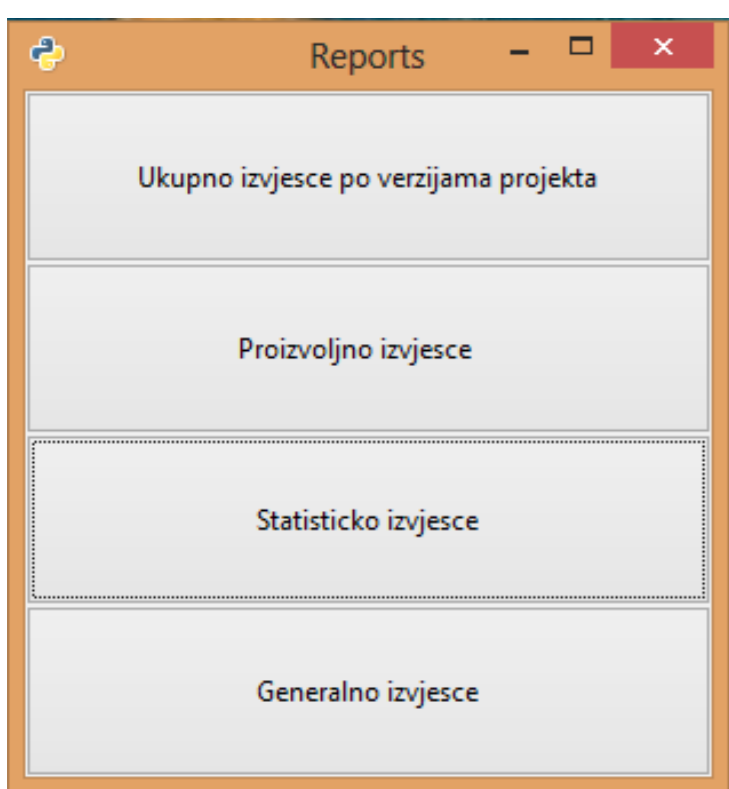 Reports
Ukupno izvjesce po verzijama projekta
Proizvoljno izvjesce
Statisticko izvjesce
Generalno izvjesce